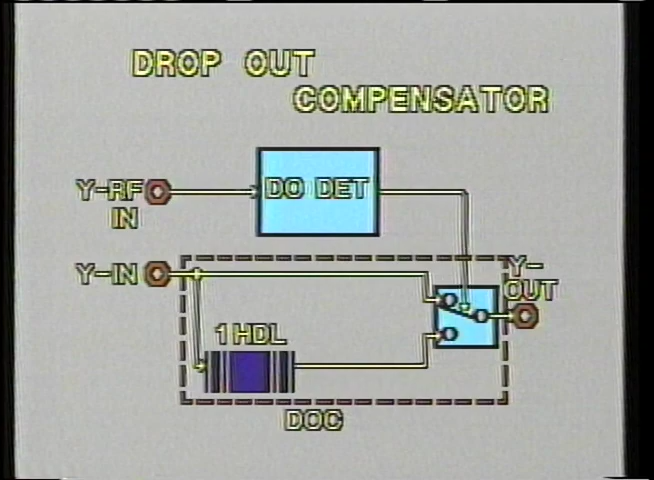 DROP OUT
COMPENSATOR
Y-RF
IN
DO DET
Y-IN
Y-
OUT
1HDL
DOC